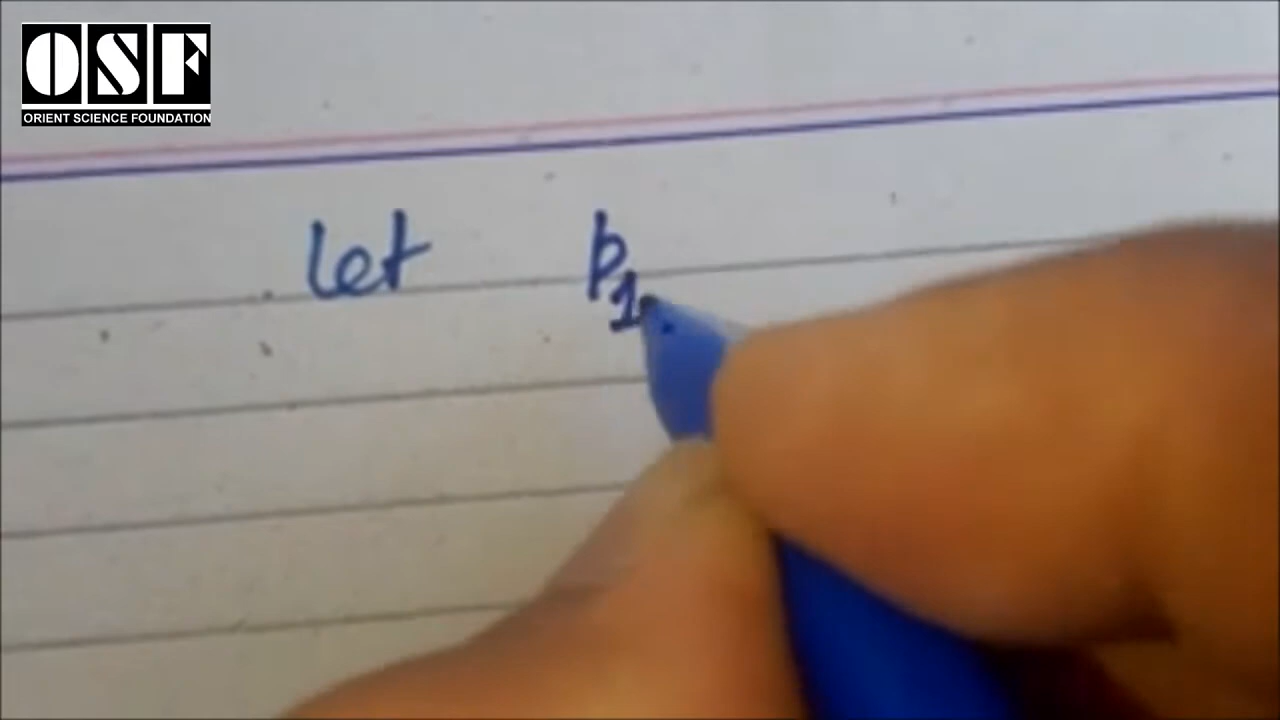 OSF
ORIENT SCIENCE FOUNDATION
let p₁